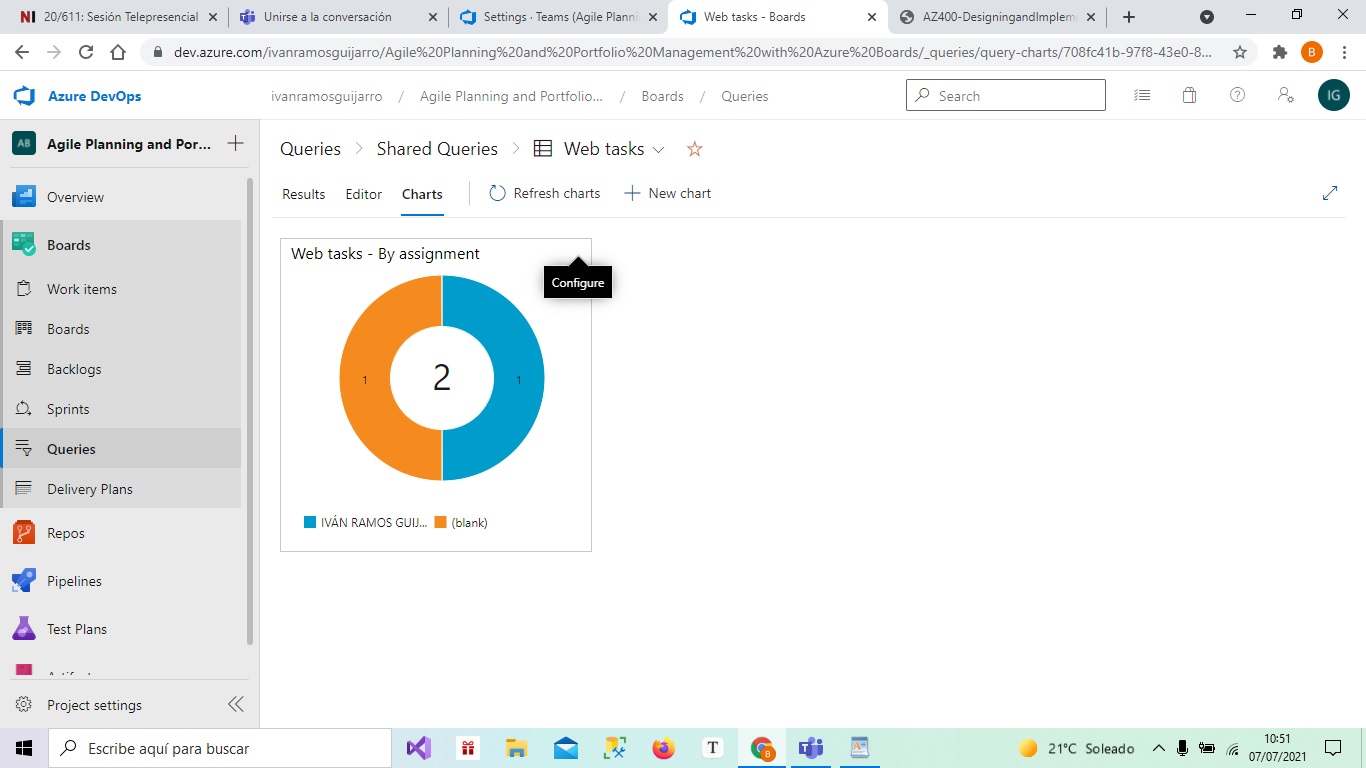 20/611: Sesión Telepresencial
Unirse a la conversación
Settings · Teams (Agile Planni
Web tasks - Boards
AZ400-DesigningandImpleme
dev.azure.com/ivanramosguijarro/Agile%20Planning%20and%20Portfolio%20Management%20with%20Azure%20Boards/_queries/query-charts/708fc41b-97f8-43e0-8...
B
Azure DevOps
ivanramosguijarro / Agile Planning and Portfolio... / Boards / Queries
Search
IG
AB Agile Planning and Por...
Queries > Shared Queries > Web tasks
Overview
Results Editor Charts Refresh charts New chart
Boards
Web tasks - By assignment
Configure
Work items
Boards
Backlogs
1 2 1
Sprints
Queries
Delivery Plans
IVÁN RAMOS GUIJ... (blank)
Repos
Pipelines
Test Plans
Project settings
Escribe aquí para buscar
T
B
21°C Soleado
10:51
07/07/2021